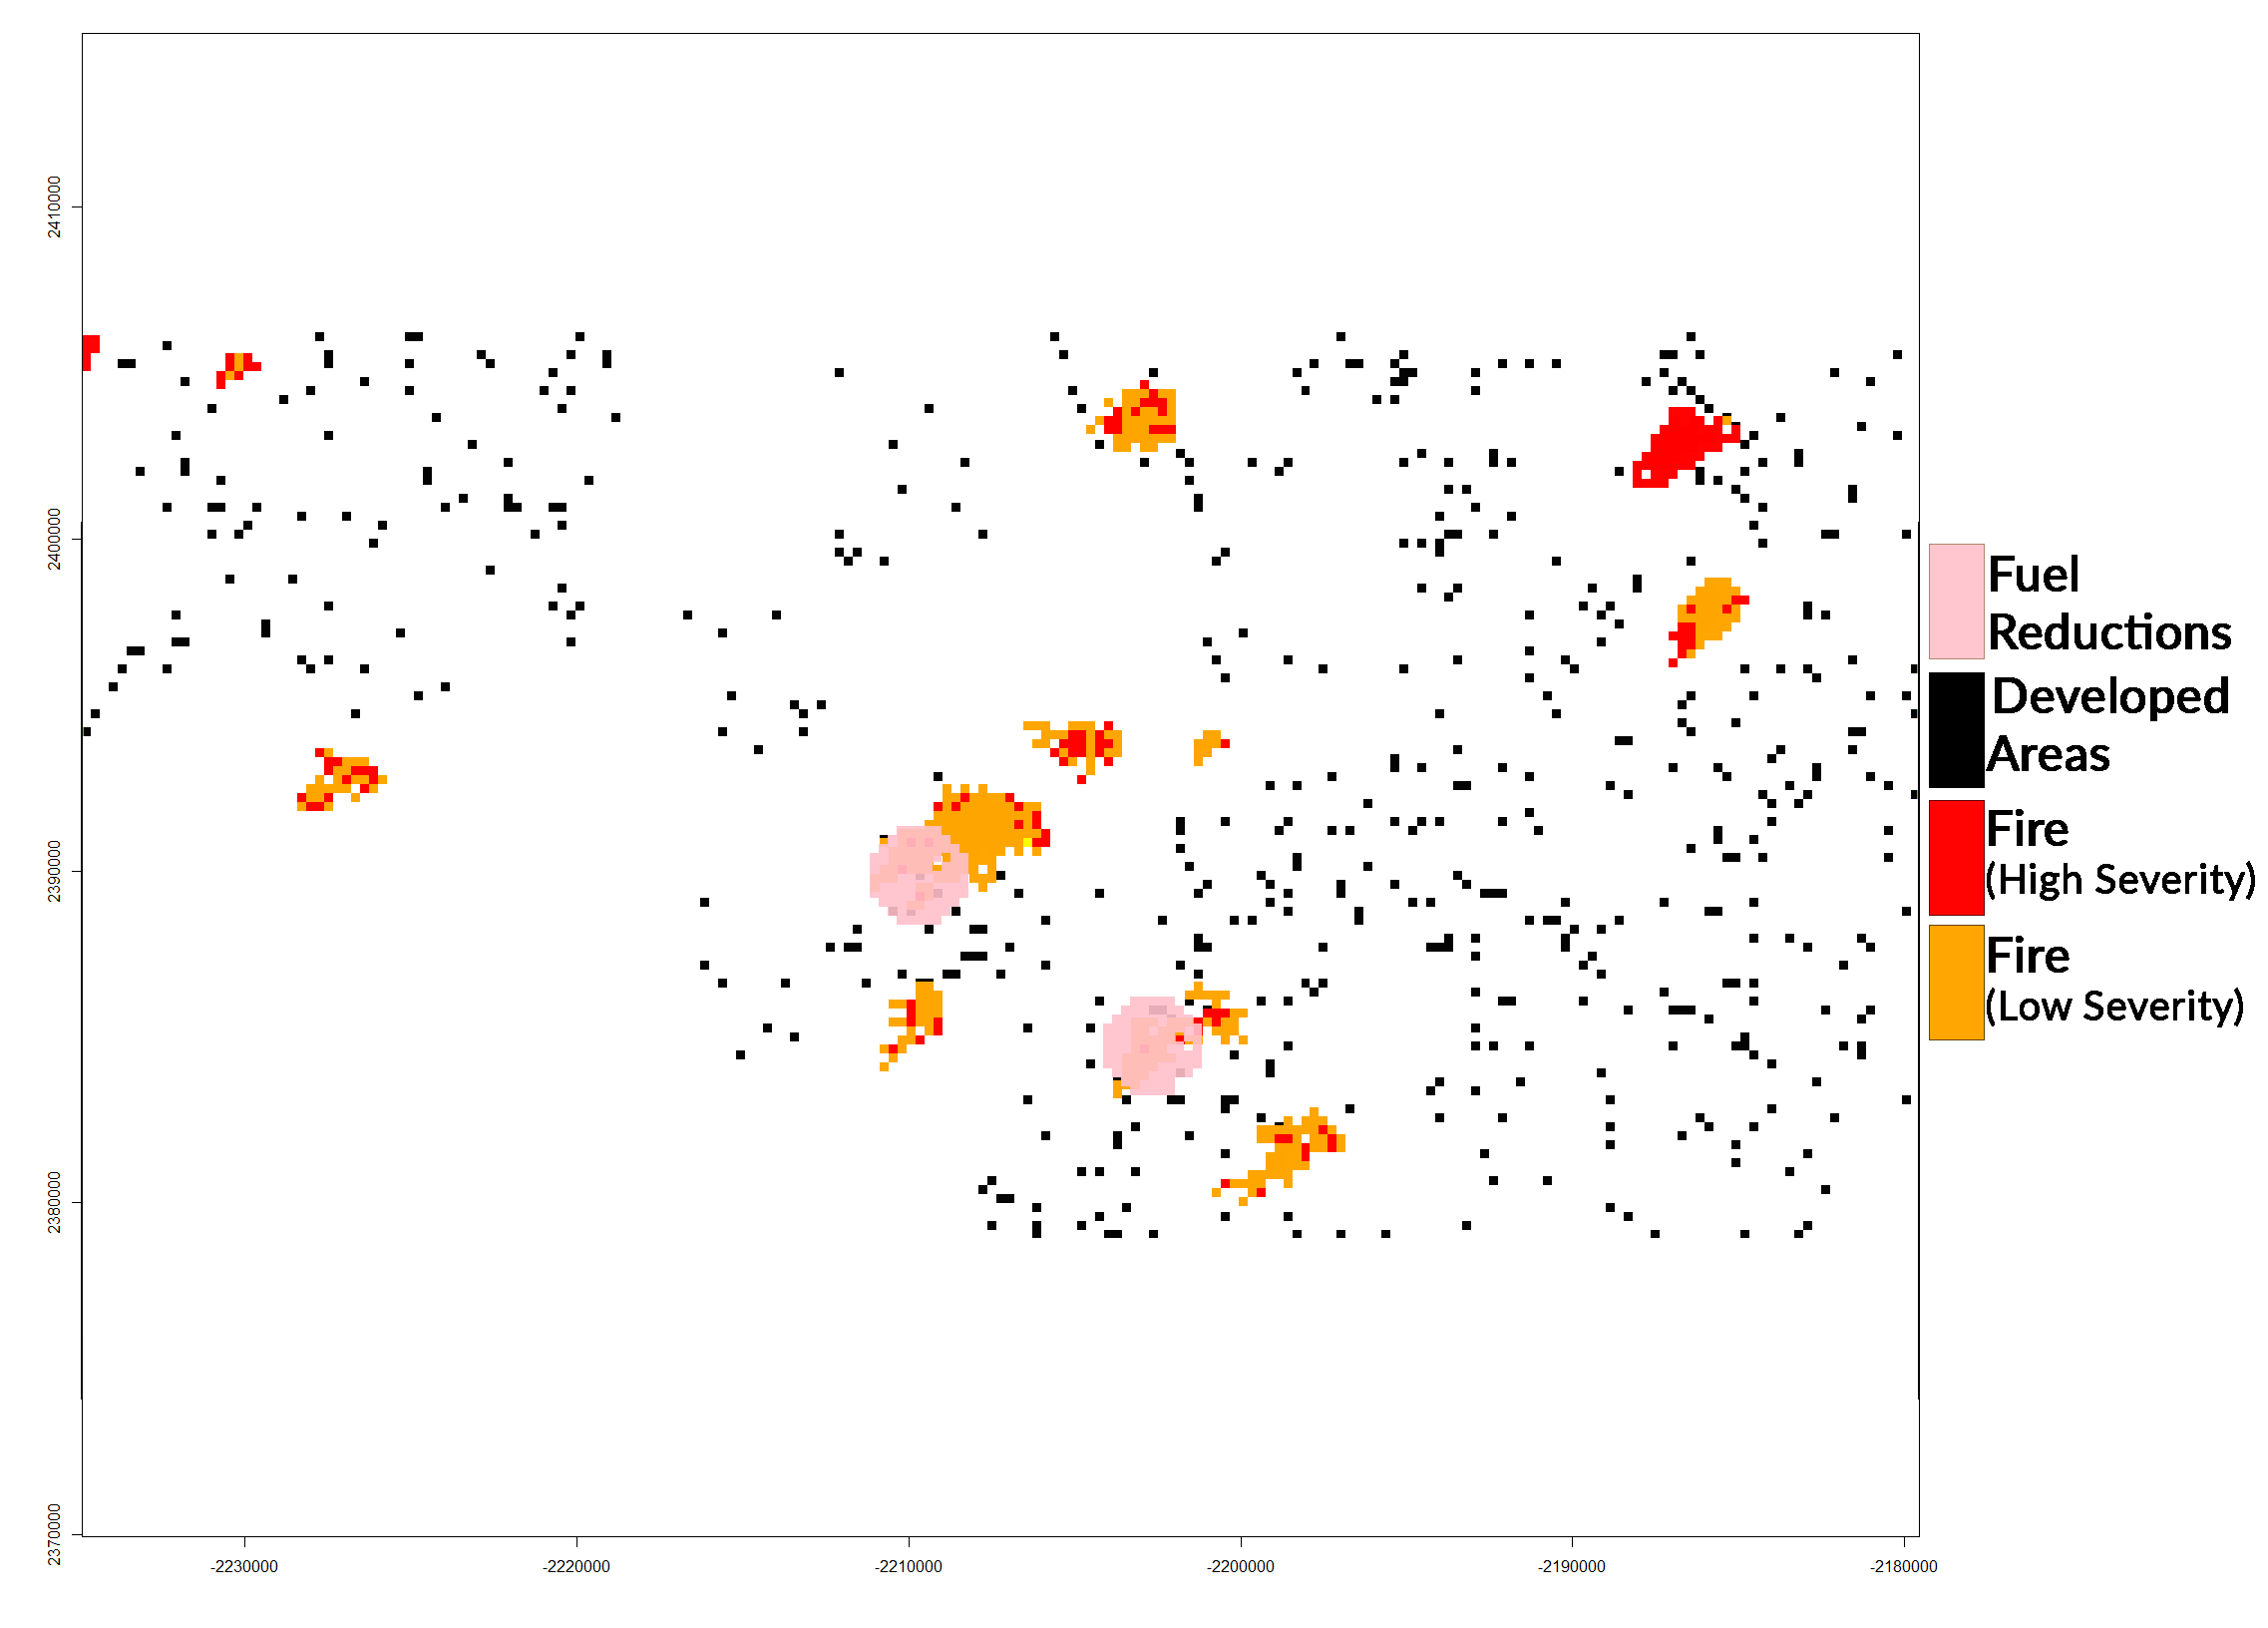 2410000
2400000
2390000
2380000
2370000
-2230000
-2220000
-2210000
-2200000
-2190000
-2180000
Fuel
Reductions
Developed
Areas
Fire
(High Severity)
Fire
(Low Severity)